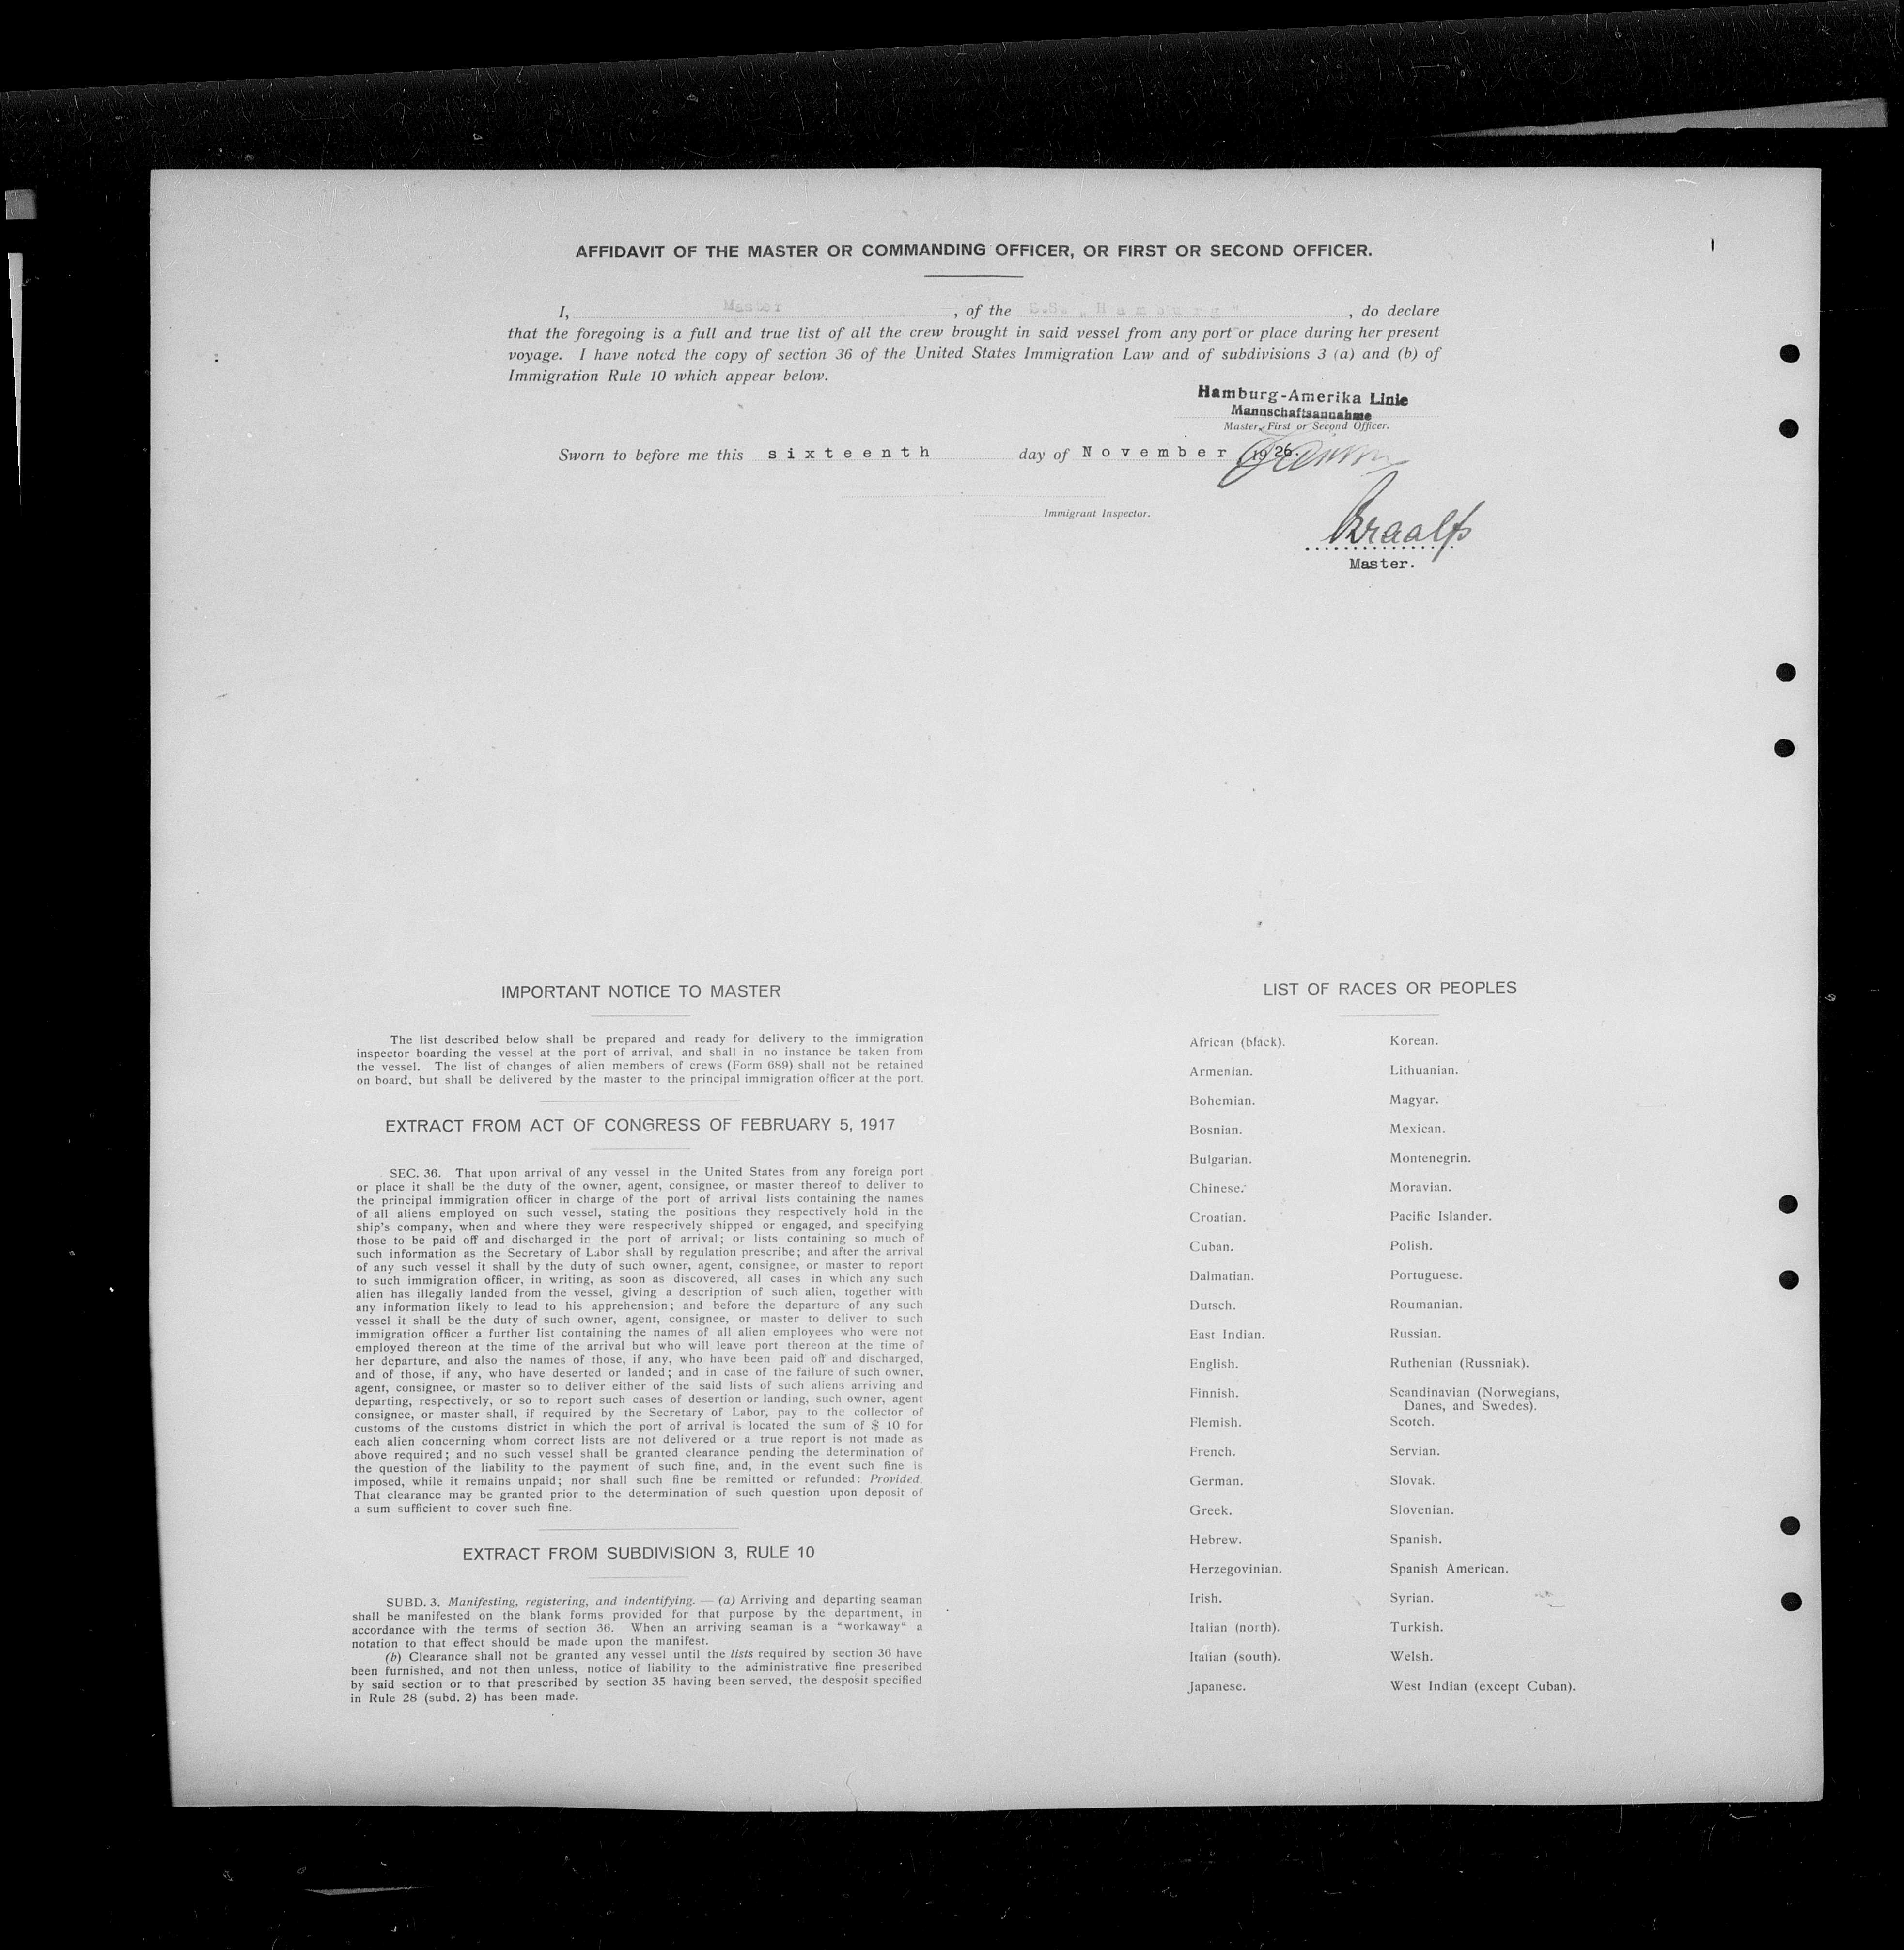 AFFIDAVIT OF THE MASTER OR COMMANDING OFFICER, OR FIRST OR SECOND OFFICER.
I, Master , of the S.S. „Hamburg" , do declare
that the foregoing is a full and true list of all the crew brought in said vessel from any port or place during her present
voyage. I have noted the copy of section 36 of the United States Immigration Law and of subdivisions 3 (a) and (b) of
Immigration Rule 10 which appear below.
Hamburg-Amerika Linie
Mannschaftsannahme
Master, First or Second Officer.
Sworn to before me this sixteenth day of November 1926.
Immigrant Inspector.
Master.
IMPORTANT NOTICE TO MASTER
The list described below shall be prepared and ready for delivery to the immigration
inspector boarding the vessel at the port of arrival, and shall in no instance be taken from
the vessel. The list of changes of alien members of crews (Form 689) shall not be retained
on board, but shall be delivered by the master to the principal immigration officer at the port.
EXTRACT FROM ACT OF CONGRESS OF FEBRUARY 5, 1917
SEC. 36. That upon arrival of any vessel in the United States from any foreign port
or place it shall be the duty of the owner, agent, consignee, or master thereof to deliver to
the principal immigration officer in charge of the port of arrival lists containing the names
of all aliens employed on such vessel, stating the positions they respectively hold in the
ship's company, when and where they were respectively shipped or engaged, and specifying
those to be paid off and discharged in the port of arrival; or lists containing so much of
such information as the Secretary of Labor shall by regulation prescribe; and after the arrival
of any such vessel it shall by the duty of such owner, agent, consignee, or master to report
to such immigration officer, in writing, as soon as discovered, all cases in which any such
alien has illegally landed from the vessel, giving a description of such alien, together with
any information likely to lead to his apprehension; and before the departure of any such
vessel it shall be the duty of such owner, agent, consignee, or master to deliver to such
immigration officer a further list containing the names of all alien employees who were not
employed thereon at the time of the arrival but who will leave port thereon at the time of
her departure, and also the names of those, if any, who have been paid off and discharged,
and of those, if any, who have deserted or landed; and in case of the failure of such owner,
agent, consignee, or master so to deliver either of the said lists of such aliens arriving and
departing, respectively, or so to report such cases of desertion or landing, such owner, agent
consignee, or master shall, if required by the Secretary of Labor, pay to the collector of
customs of the customs district in which the port of arrival is located the sum of $ 10 for
each alien concerning whom correct lists are not delivered or a true report is not made as
above required; and no such vessel shall be granted clearance pending the determination of
the question of the liability to the payment of such fine, and, in the event such fine is
imposed, while it remains unpaid; nor shall such fine be remitted or refunded: Provided,
That clearance may be granted prior to the determination of such question upon deposit of
a sum sufficient to cover such fine.
EXTRACT FROM SUBDIVISION 3, RULE 10
SUBD. 3. Manifesting, registering, and indentifying. — (a) Arriving and departing seaman
shall be manifested on the blank forms provided for that purpose by the department, in
accordance with the terms of section 36. When an arriving seaman is a "workaway" a
notation to that effect should be made upon the manifest.
(b) Clearance shall not be granted any vessel until the lists required by section 36 have
been furnished, and not then unless, notice of liability to the administrative fine prescribed
by said section or to that prescribed by section 35 having been served, the desposit specified
in Rule 28 (subd. 2) has been made.
LIST OF RACES OR PEOPLES
African (black).
Armenian.
Bohemian.
Bosnian.
Bulgarian.
Chinese.
Croatian.
Cuban.
Dalmatian.
Dutsch.
East Indian.
English.
Finnish.
Flemish.
French.
German.
Greek.
Hebrew.
Herzegovinian.
Irish.
Italian (north).
Italian (south).
Japanese.
Korean.
Lithuanian.
Magyar.
Mexican.
Montenegrin.
Moravian.
Pacific Islander.
Polish.
Portuguese.
Roumanian.
Russian.
Ruthenian (Russniak).
Scandinavian (Norwegians,
Danes, and Swedes).
Scotch.
Servian.
Slovak.
Slovenian.
Spanish.
Spanish American.
Syrian.
Turkish.
Welsh.
West Indian (except Cuban).